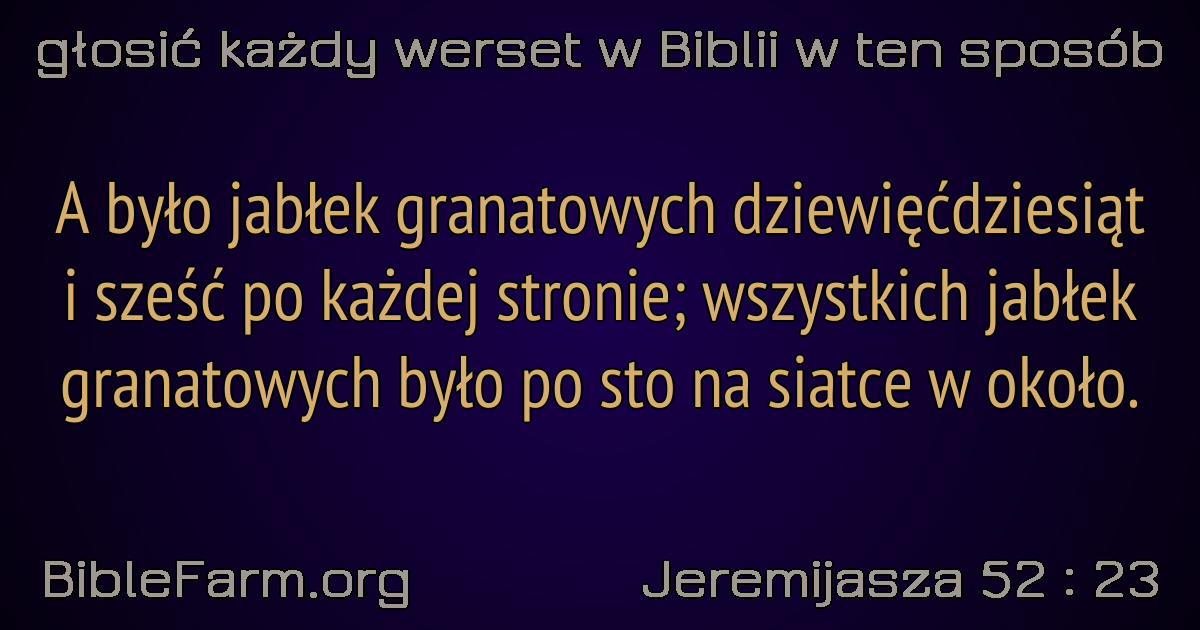 głosić każdy werset w Biblii w ten sposób
A było jabłek granatowych dziewięćdziesiąt
i sześć po każdej stronie; wszystkich jabłek
granatowych było po sto na siatce w około.
BibleFarm.org
Jeremijasza 52 : 23